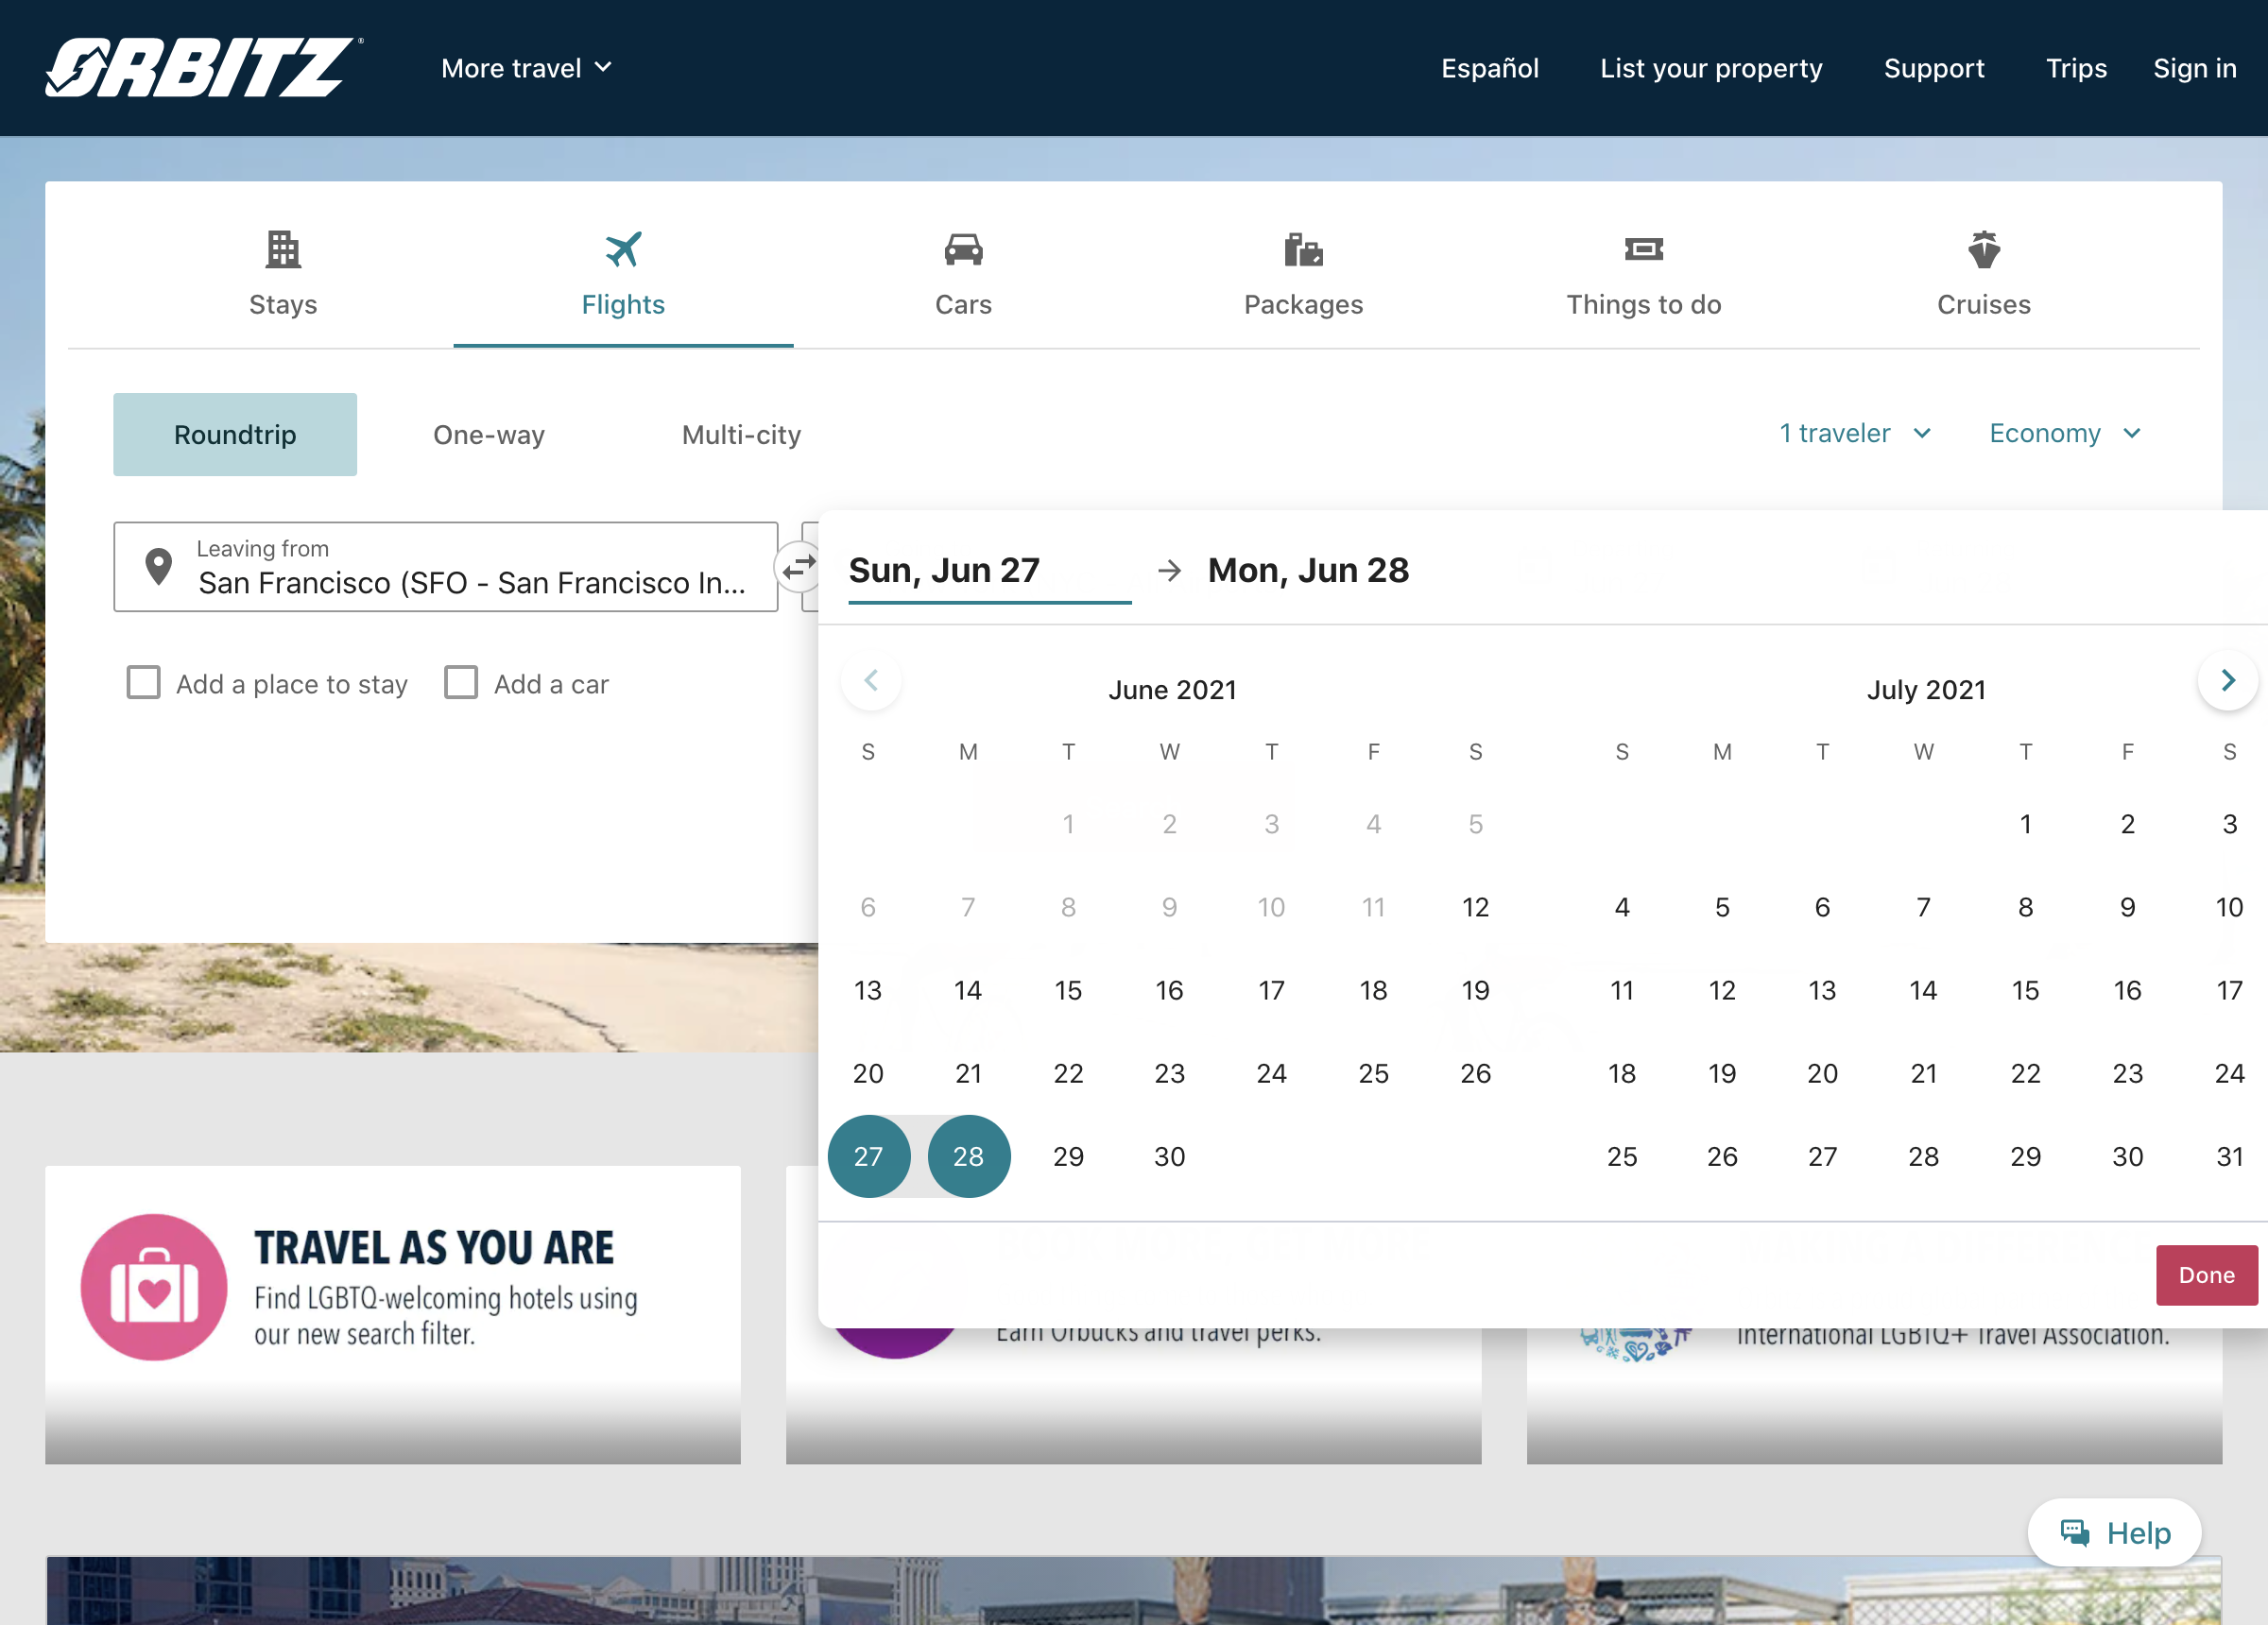 ORBITZ
More travel
Español
List your property
Support
Trips
Sign in
Stays
Flights
Cars
Packages
Things to do
Cruises
Roundtrip
One-way
Multi-city
1 traveler
Economy
Leaving from
San Francisco (SFO - San Francisco In...
Sun, Jun 27
Mon, Jun 28
Add a place to stay
Add a car
June 2021
S M T W T F S
1 2 3 4 5
6 7 8 9 10 11 12
13 14 15 16 17 18 19
20 21 22 23 24 25 26
27 28 29 30
July 2021
S M T W T F S
1 2 3
4 5 6 7 8 9 10
11 12 13 14 15 16 17
18 19 20 21 22 23 24
25 26 27 28 29 30 31
Done
TRAVEL AS YOU ARE
Find LGBTQ-welcoming hotels using
our new search filter.
Earn Orbucks and travel perks.
International LGBTQ+ Travel Association.
Help